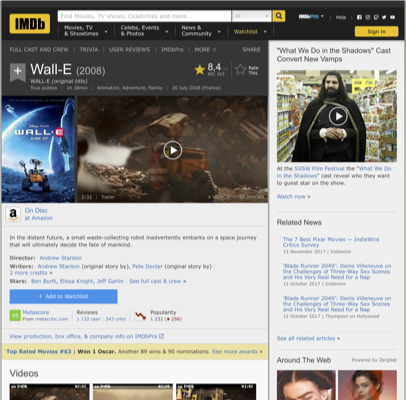 IMDb
Find Movies, TV shows, Celebrities and more...
All
Movies, TV & Showtimes
Celebs, Events & Photos
News & Community
Watchlist
IMDbPro
Help
Sign in
FULL CAST AND CREW | TRIVIA | USER REVIEWS | IMDbPro | MORE
SHARE
Wall-E (2008)
WALL·E (original title)
Tous publics | 1h 38min | Animation, Adventure, Family | 30 July 2008 (France)
8,4
Rate This
WALL·E
JUNE 27
2:32 | Trailer
On Disc
at Amazon
In the distant future, a small waste-collecting robot inadvertently embarks on a space journey
that will ultimately decide the fate of mankind.
Director: Andrew Stanton
Writers: Andrew Stanton (original story by), Pete Docter (original story by) |
2 more credits »
Stars: Ben Burtt, Elissa Knight, Jeff Garlin | See full cast & crew »
+ Add to Watchlist
95
Metascore
From metacritic.com
Reviews
1 132 user | 343 critic
Popularity
1 232 (256)
View production, box office, & company info on IMDbPro
Top Rated Movies #63 | Won 1 Oscar. Another 89 wins & 90 nominations. See more awards »
Videos
"What We Do in the Shadows" Cast
Convert New Vamps
At the SXSW Film Festival the "What We Do
in the Shadows" cast reveal who they want
to guest star on the show.
Watch now »
Related News
The 7 Best Pixar Movies — IndieWire
Critics Survey
13 November 2017 | Indiewire
'Blade Runner 2049': Denis Villeneuve on
the Challenges of Three-Way Sex Scenes
and His Very Real Need for a Nap
12 October 2017 | Indiewire
'Blade Runner 2049': Denis Villeneuve on
the Challenges of Three-Way Sex Scenes
and His Very Real Need for a Nap
12 October 2017 | Thompson on Hollywood
See all related articles »
Around The Web
Powered by ZergNet